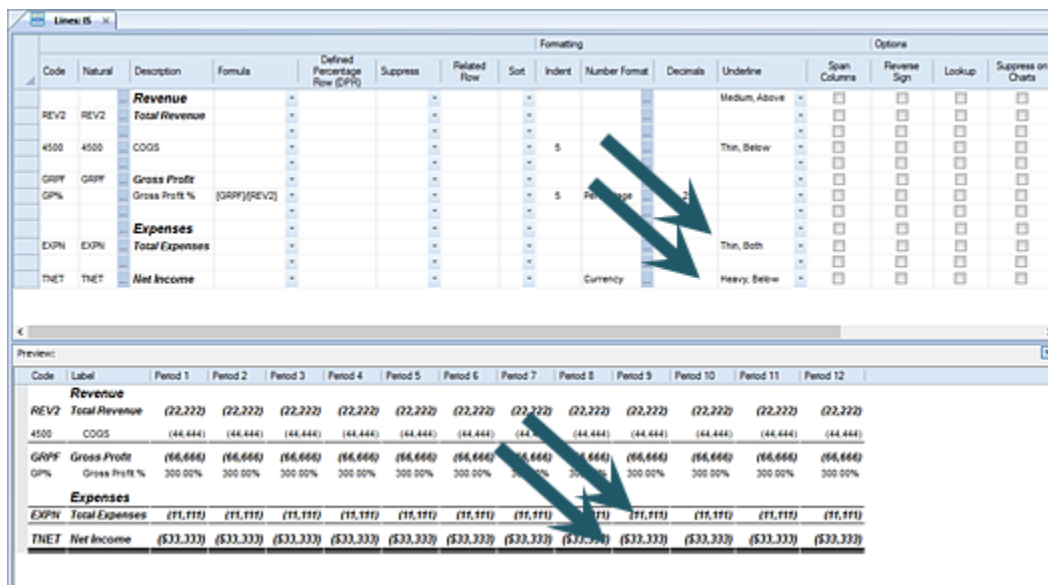 Lines: IS ×
Formatting Options
Code Natural Description Formula Defined Percentage Row (DPR) Suppress Related Row Sort Indent Number Format Decimals Underline Span Columns Reverse Sign Lookup Suppress on Charts
Revenue Medium, Above
REV2 REV2 Total Revenue
4500 4500 COGS 5 Thin, Below
GRPF GRPF Gross Profit
GP% Gross Profit % [GRPF]/[REV2] 5
Expenses
EXPN EXPN Total Expenses Thin, Both
TNET TNET Net Income Currency Heavy, Below
Preview:
Code Label Period 1 Period 2 Period 3 Period 4 Period 5 Period 6 Period 7 Period 8 Period 9 Period 10 Period 11 Period 12
Revenue
REV2 Total Revenue (22,222) (22,222) (22,222) (22,222) (22,222) (22,222) (22,222) (22,222) (22,222) (22,222) (22,222) (22,222)
4500 COGS (44,444) (44,444) (44,444) (44,444) (44,444) (44,444) (44,444) (44,444) (44,444) (44,444) (44,444)
GRPF Gross Profit (66,666) (66,666) (66,666) (66,666) (66,666) (66,666) (66,666) (66,666) (66,666) (66,666) (66,666)
GP% Gross Profit % 300.00% 300.00% 300.00% 300.00% 300.00% 300.00% 300.00% 300.00% 300.00% 300.00%
Expenses
EXPN Total Expenses (11,111) (11,111) (11,111) (11,111) (11,111) (11,111) (11,111) (11,111) (11,111) (11,111) (11,111)
TNET Net Income ($33,333) ($33,333) ($33,333) ($33,333) ($33,333) ($33,333) ($33,333) ($33,333) ($33,333) ($33,333) ($33,333)